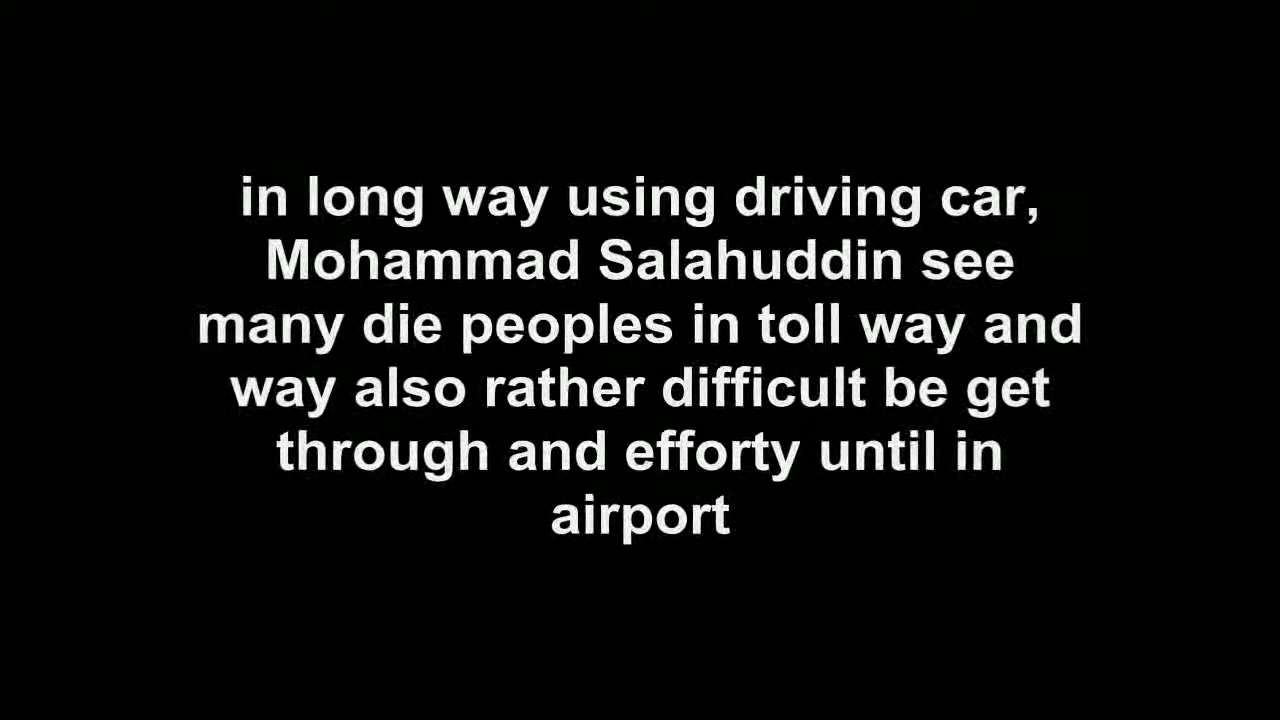 in long way using driving car,
Mohammad Salahuddin see
many die peoples in toll way and
way also rather difficult be get
through and efforty until in
airport